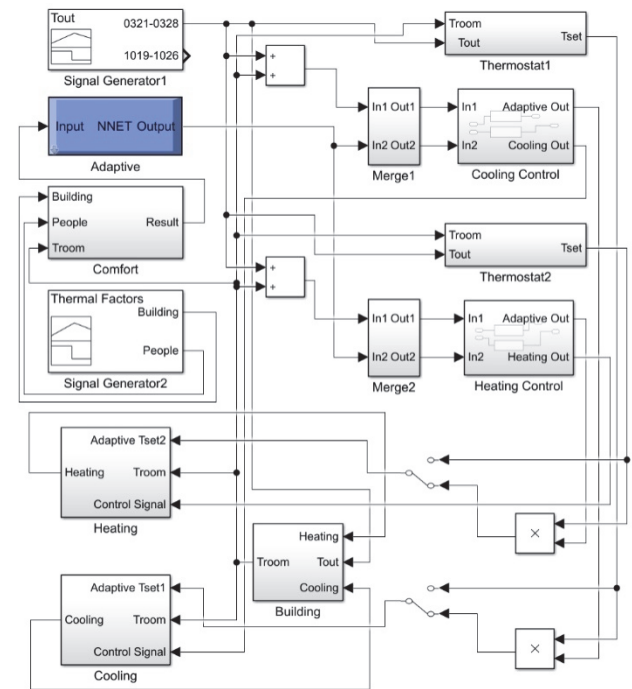 Tout
0321-0328
1019-1026
Signal Generator1
Troom
Tout
Tset
Thermostat1
+
+
Input
NNET Output
Adaptive
In1 Out1
In2 Out2
Merge1
In1
Adaptive Out
In2
Cooling Out
Cooling Control
Building
People
Result
Troom
Comfort
Troom
Tout
Tset
Thermostat2
+
+
Thermal Factors
Building
People
Signal Generator2
In1 Out1
In2 Out2
Merge2
In1
Adaptive Out
In2
Heating Out
Heating Control
Adaptive Tset2
Heating
Troom
Control Signal
Heating
×
Heating
Troom
Tout
Cooling
Building
Adaptive Tset1
Cooling
Troom
Control Signal
Cooling
×